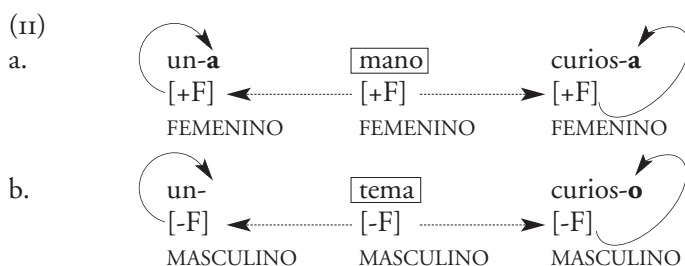 (11)
a. un-a mano curios-a
[+F] [+F] [+F]
FEMENINO FEMENINO FEMENINO
b. un- tema curios-o
[-F] [-F] [-F]
MASCULINO MASCULINO MASCULINO